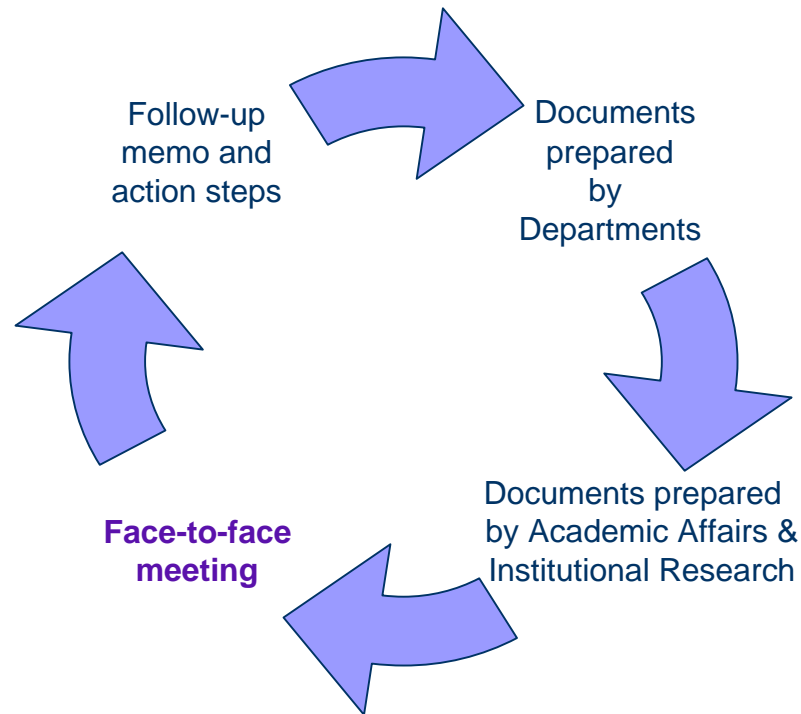 Follow-up
memo and
action steps
Documents
prepared
by
Departments
Documents prepared
by Academic Affairs &
Institutional Research
Face-to-face
meeting